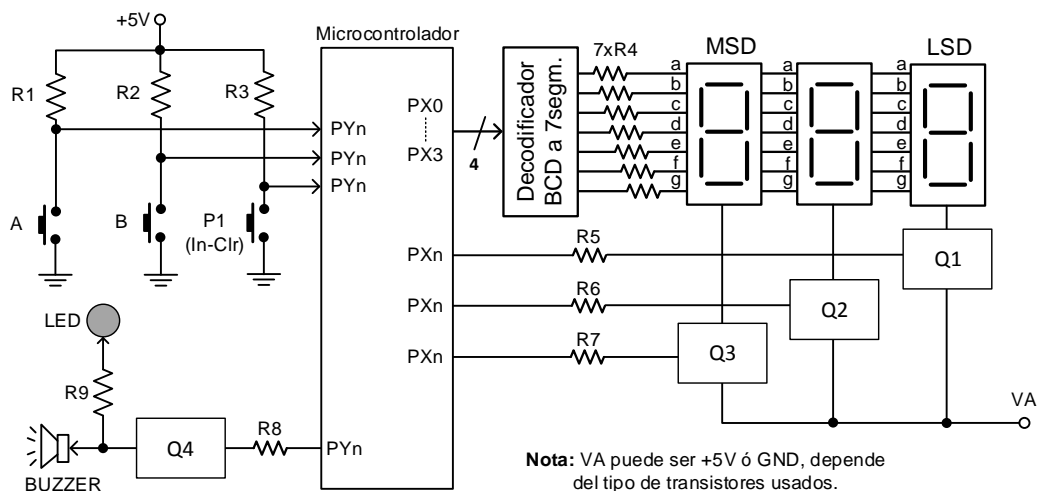 +5V
Microcontrolador
R1
R2
R3
PYn
PYn
PYn
PX0
PX3
4
Decodificador
BCD a 7segm.
7xR4
a
b
c
d
e
f
g
MSD
a
b
c
d
e
f
g
LSD
a
b
c
d
e
f
g
A
B
P1
(In-Clr)
PXn
R5
Q1
PXn
R6
Q2
PXn
R7
Q3
VA
LED
R9
Q4
R8
PYn
BUZZER
Nota: VA puede ser +5V ó GND, depende
del tipo de transistores usados.